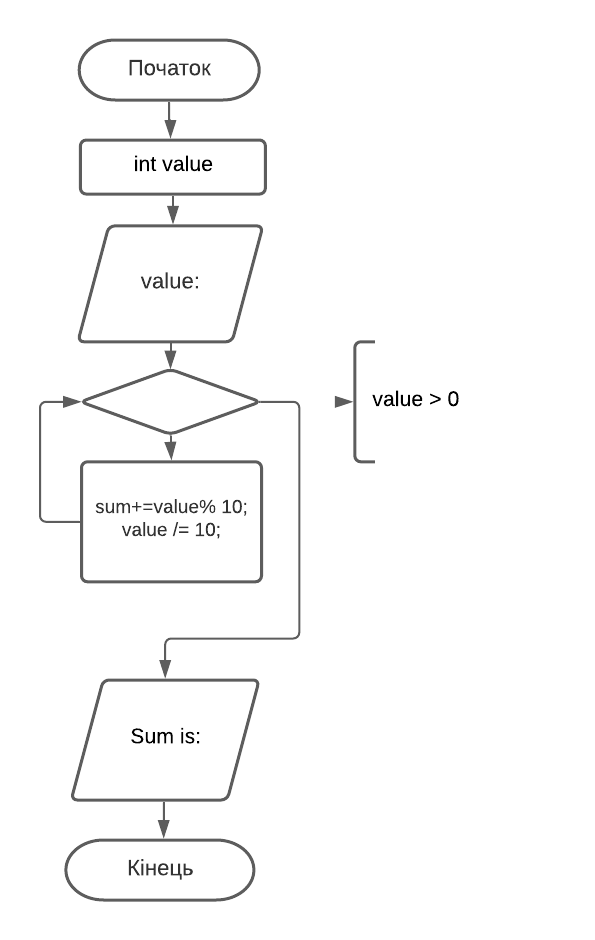 Початок
int value
value:
value > 0
sum+=value% 10;
value /= 10;
Sum is:
Кінець